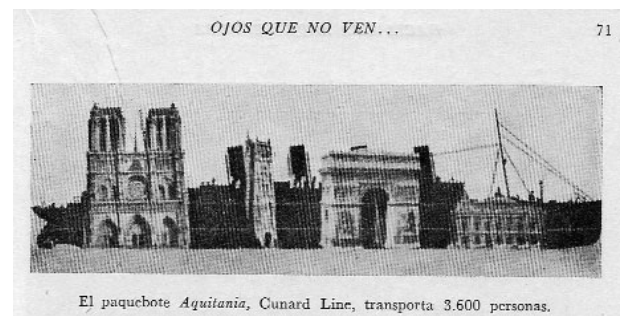 OJOS QUE NO VEN... 71
El paquebote Aquitania, Cunard Line, transporta 3.600 personas.